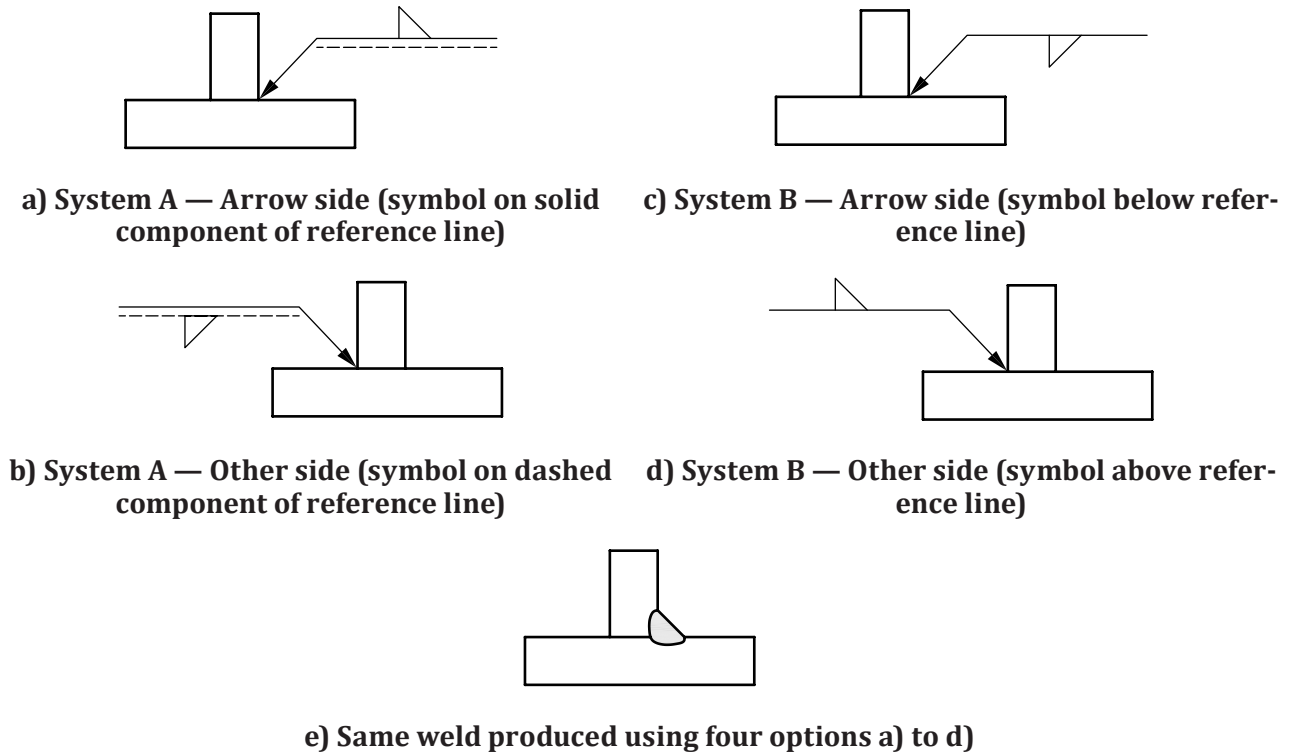 a) System A — Arrow side (symbol on solid
component of reference line)
c) System B — Arrow side (symbol below refer-
ence line)
b) System A — Other side (symbol on dashed
component of reference line)
d) System B — Other side (symbol above refer-
ence line)
e) Same weld produced using four options a) to d)